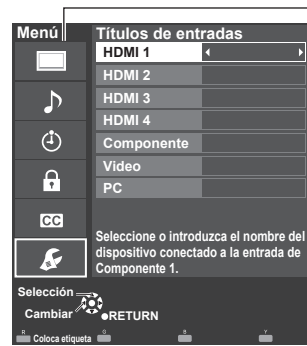 Menú
Títulos de entradas
HDMI 1
HDMI 2
HDMI 3
HDMI 4
Componente
Video
PC
CC
Seleccione o introduzca el nombre del
dispositivo conectado a la entrada de
Componente 1.
Selección
Cambiar
RETURN
R G B Y
Coloca etiqueta